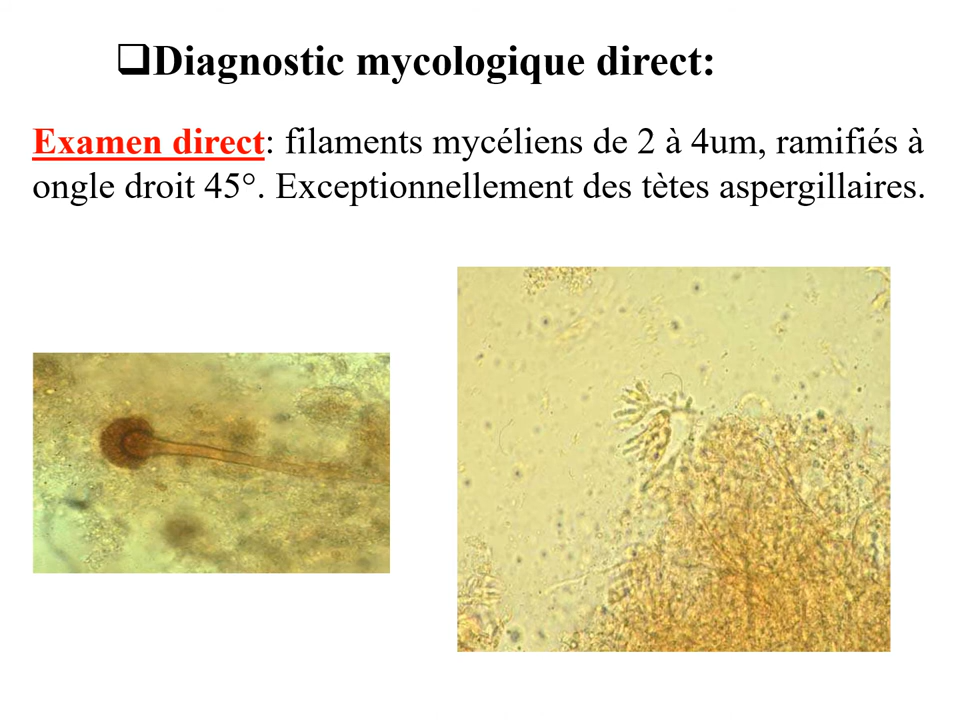 ❑Diagnostic mycologique direct:
Examen direct: filaments mycéliens de 2 à 4um, ramifiés à
ongle droit 45°. Exceptionnellement des tètes aspergillaires.